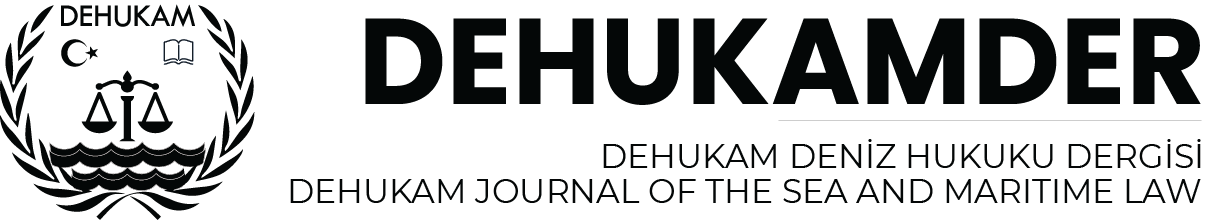 DEHUKAM
DEHUKAMDER
DEHUKAM DENİZ HUKUKU DERGİSİ
DEHUKAM JOURNAL OF THE SEA AND MARITIME LAW